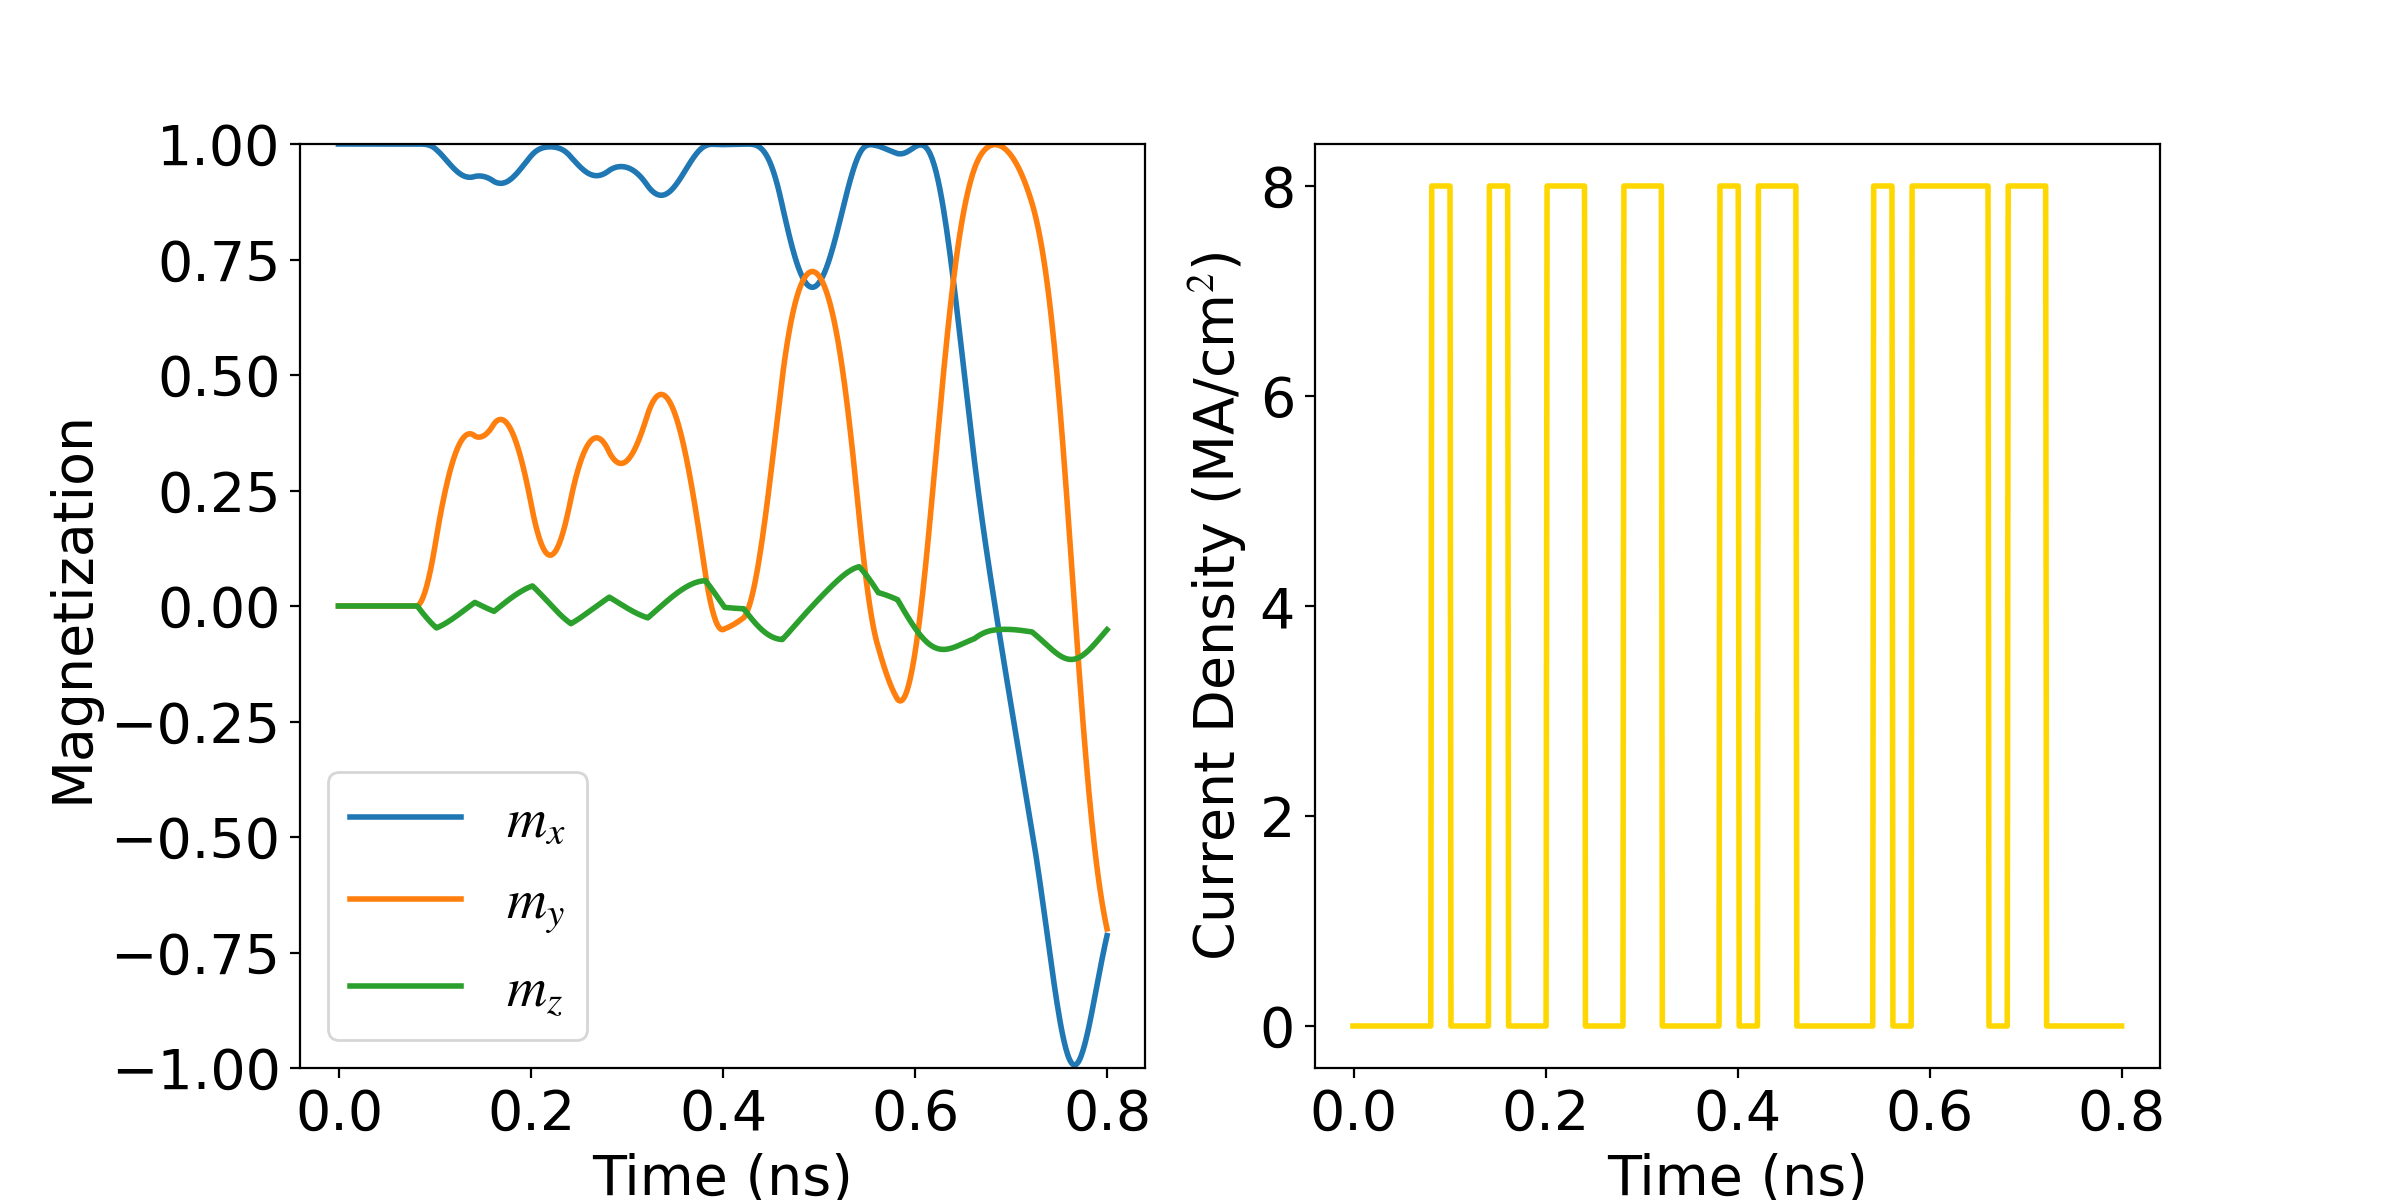 1.00
0.75
0.50
0.25
0.00
−0.25
−0.50
−0.75
−1.00
Magnetization
m_x
m_y
m_z
0.0 0.2 0.4 0.6 0.8
Time (ns)
8
6
4
2
0
Current Density (MA/cm²)
0.0 0.2 0.4 0.6 0.8
Time (ns)